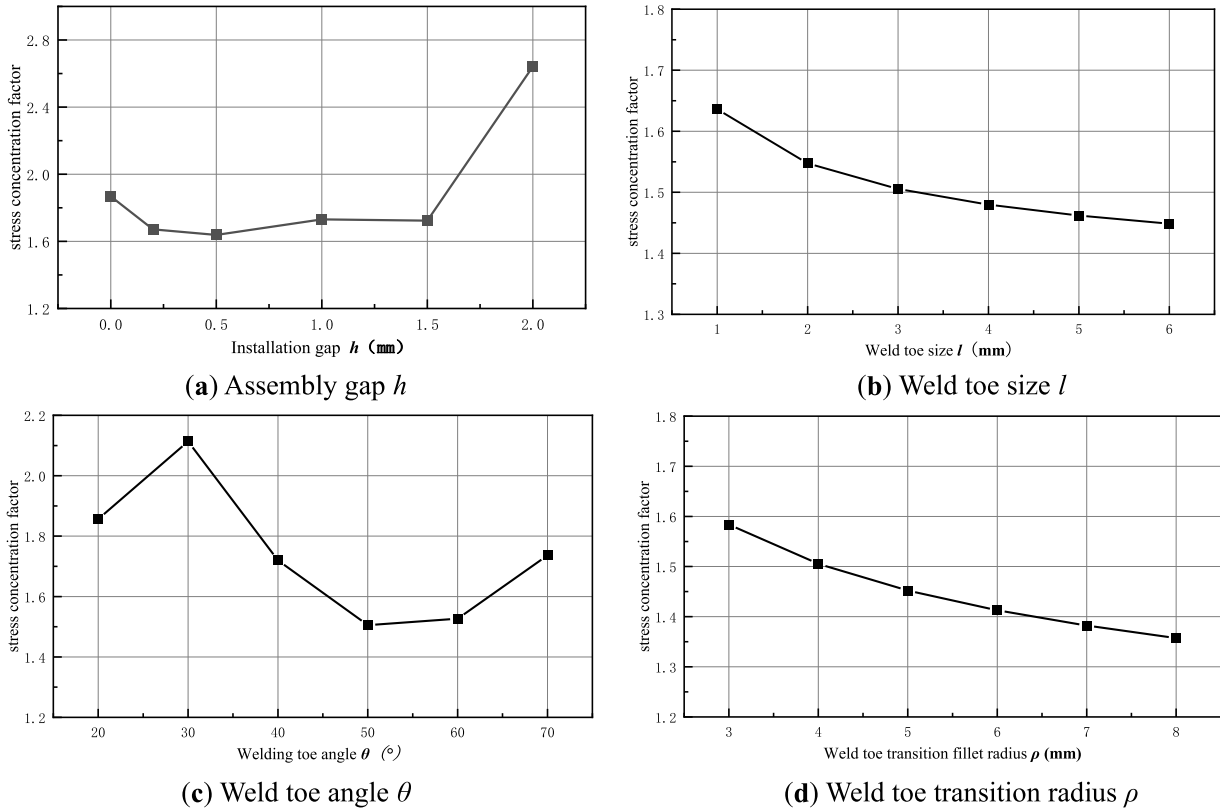 stress concentration factor
2.8
2.4
2.0
1.6
1.2
0.0 0.5 1.0 1.5 2.0
Installation gap h (mm)
(a) Assembly gap h
stress concentration factor
1.8
1.7
1.6
1.5
1.4
1.3
1 2 3 4 5 6
Weld toe size l (mm)
(b) Weld toe size l
stress concentration factor
2.2
2.0
1.8
1.6
1.4
1.2
20 30 40 50 60 70
Welding toe angle θ (°)
(c) Weld toe angle θ
stress concentration factor
1.8
1.7
1.6
1.5
1.4
1.3
1.2
3 4 5 6 7 8
Weld toe transition fillet radius ρ (mm)
(d) Weld toe transition radius ρ